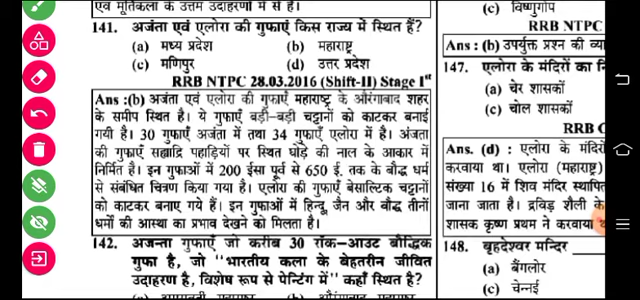 एवं मूर्तिकला के उत्तम उदाहरणों में से हैं।
141. अजंता एवं एलोरा की गुफाएँ किस राज्य में स्थित हैं?
(a) मध्य प्रदेश (b) महाराष्ट्र
(c) मणिपुर (d) उत्तर प्रदेश
RRB NTPC 28.03.2016 (Shift-II) Stage Ist
Ans :(b) अजंता एवं एलोरा की गुफाएँ महाराष्ट्र के औरंगाबाद शहर
के समीप स्थित है। ये गुफाएँ बड़ी-बड़ी चट्टानों को काटकर बनाई
गयी है। 30 गुफाएँ अजंता में तथा 34 गुफाएँ एलोरा में है। अंजता
की गुफाएँ सह्याद्रि पहाड़ियों पर स्थित घोड़े की नाल के आकार में
निर्मित है। इन गुफाओं में 200 ईसा पूर्व से 650 ई. तक के बौद्ध धर्म
से संबंधित चित्रण किया गया है। एलोरा की गुफाएँ बेसाल्टिक चट्टानों
को काटकर बनाए गये हैं। इन गुफाओं में हिन्दू, जैन और बौद्ध तीनों
धर्मों की आस्था का प्रभाव देखने को मिलता है।
142. अजन्ता गुफाएँ जो करीब 30 रॉक-आउट बौद्धिक
गुफा है, जो "भारतीय कला के बेहतरीन जीवित
उदाहरण है, विशेष रूप से पेन्टिंग में" कहाँ स्थित है?
(c) विष्णुगोप
RRB NTPC
Ans : (b) उपर्युक्त प्रश्न की व्या
147. एलोरा के मंदिरों का नि
(a) चेर शासकों
(c) चोल शासकों
RRB
Ans. (d) : एलोरा के मंदिरों
करवाया था। एलोरा (महाराष्ट्र)
संख्या 16 में शिव मंदिर स्थापित
जाना जाता है। द्रविड़ शैली के
शासक कृष्ण प्रथम ने करवाया
148. बृहदेश्वर मन्दिर
(a) बैंगलोर
(c) चेन्नई